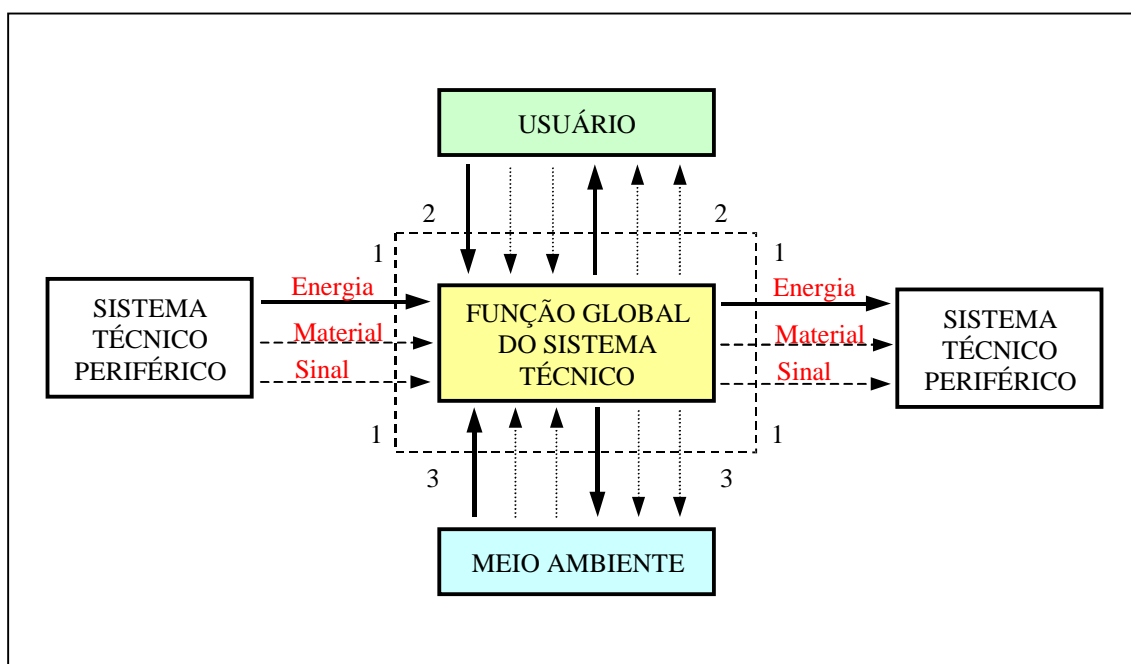 USUÁRIO
2
2
1
1
SISTEMA
TÉCNICO
PERIFÉRICO
Energia
Material
Sinal
FUNÇÃO GLOBAL
DO SISTEMA
TÉCNICO
Energia
Material
Sinal
SISTEMA
TÉCNICO
PERIFÉRICO
1
1
3
3
MEIO AMBIENTE